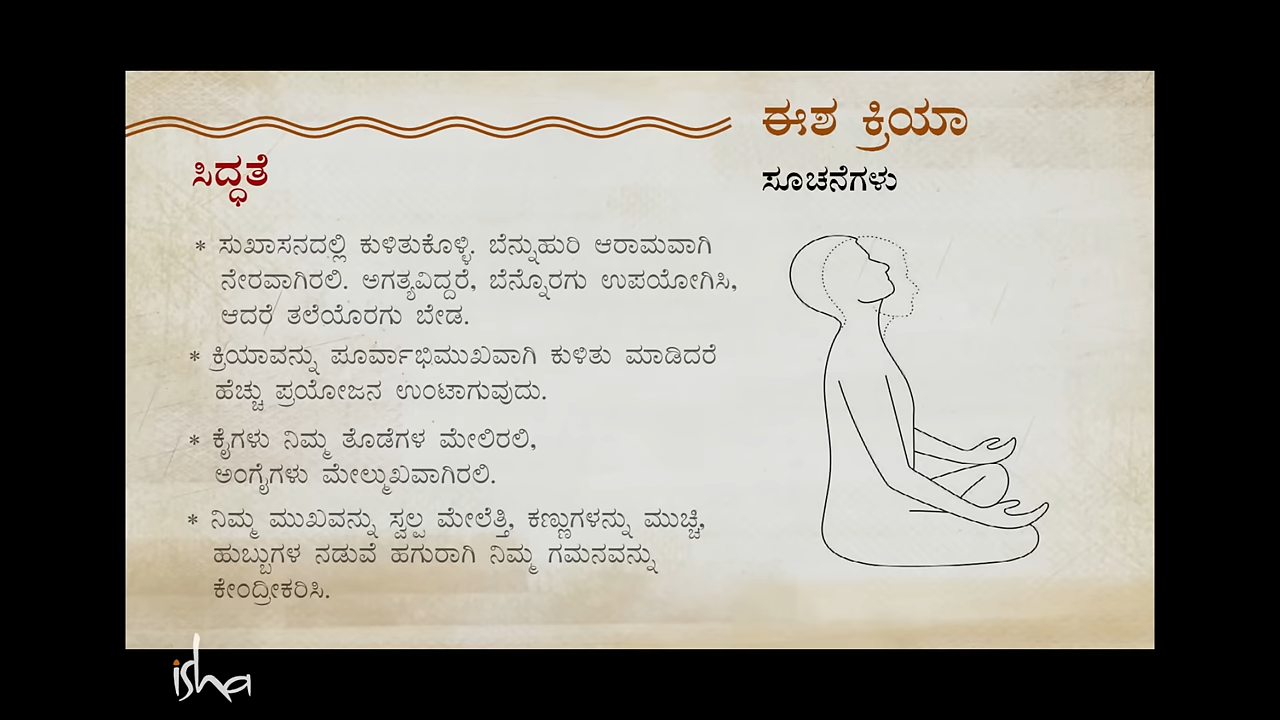 ಈಶ ಕ್ರಿಯಾ
ಸೂಚನೆಗಳು
ಸಿದ್ಧತೆ
* ಸುಖಾಸನದಲ್ಲಿ ಕುಳಿತುಕೊಳ್ಳಿ. ಬೆನ್ನುಹುರಿ ಆರಾಮವಾಗಿ
ನೇರವಾಗಿರಲಿ. ಅಗತ್ಯವಿದ್ದರೆ, ಬೆನ್ನೊರಗು ಉಪಯೋಗಿಸಿ,
ಆದರೆ ತಲೆಯೊರಗು ಬೇಡ.
* ಕ್ರಿಯಾವನ್ನು ಪೂರ್ವಾಭಿಮುಖವಾಗಿ ಕುಳಿತು ಮಾಡಿದರೆ
ಹೆಚ್ಚು ಪ್ರಯೋಜನ ಉಂಟಾಗುವುದು.
* ಕೈಗಳು ನಿಮ್ಮ ತೊಡೆಗಳ ಮೇಲಿರಲಿ,
ಅಂಗೈಗಳು ಮೇಲ್ಮುಖವಾಗಿರಲಿ.
* ನಿಮ್ಮ ಮುಖವನ್ನು ಸ್ವಲ್ಪ ಮೇಲೆತ್ತಿ, ಕಣ್ಣುಗಳನ್ನು ಮುಚ್ಚಿ,
ಹುಬ್ಬುಗಳ ನಡುವೆ ಹಗುರಾಗಿ ನಿಮ್ಮ ಗಮನವನ್ನು
ಕೇಂದ್ರೀಕರಿಸಿ.
isha